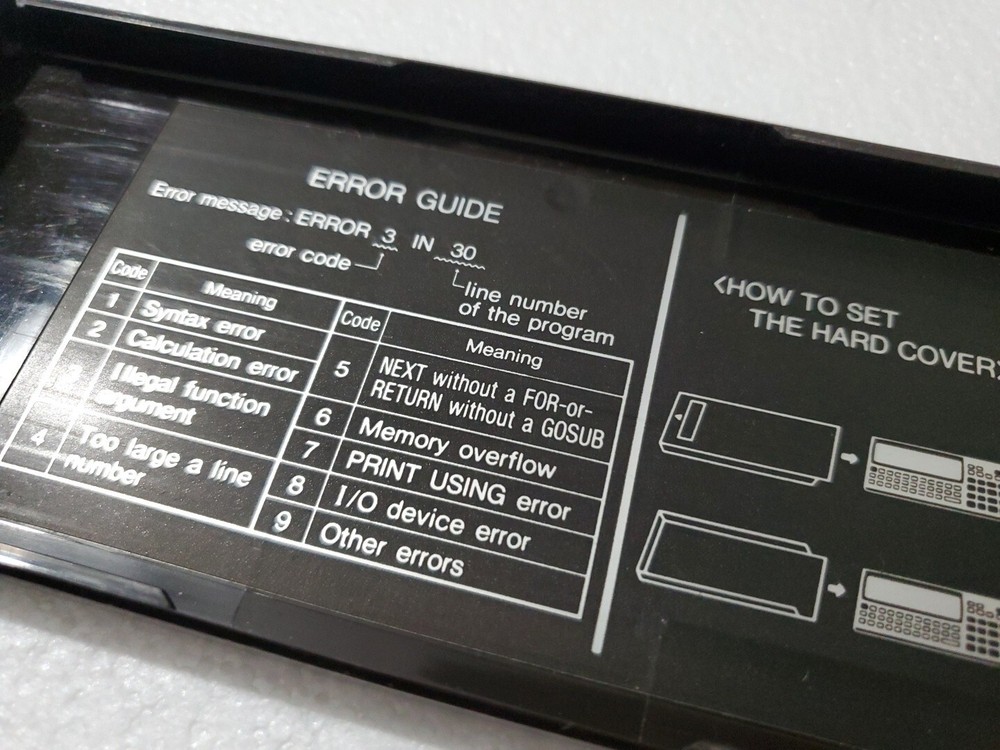 ERROR GUIDE
Error message : ERROR 3 IN 30
error code
line number
of the program
Code Meaning
1 Syntax error
2 Calculation error
3 Illegal function
argument
4 Too large a line
number
Code Meaning
5 NEXT without a FOR-or-
RETURN without a GOSUB
6 Memory overflow
7 PRINT USING error
8 I/O device error
9 Other errors
<HOW TO SET
THE HARD COVER>